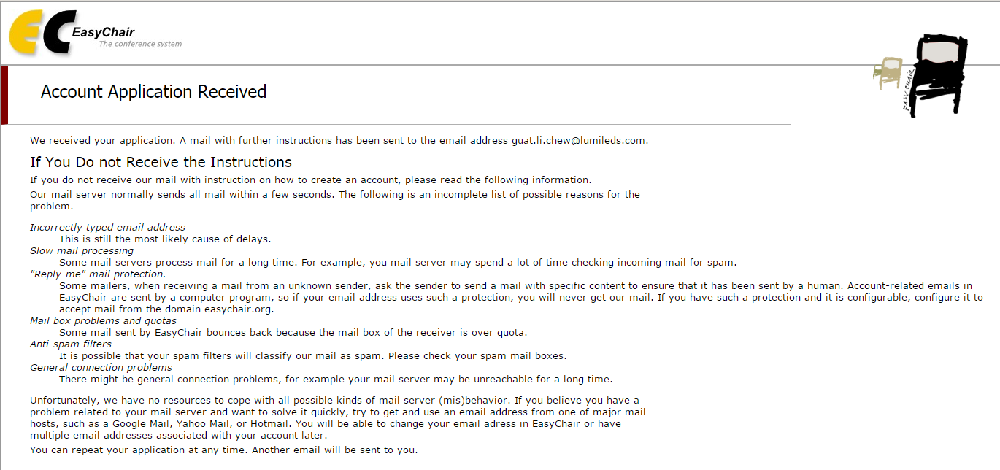 EC EasyChair
The conference system
EASY CHAIR
Account Application Received
We received your application. A mail with further instructions has been sent to the email address guat.li.chew@lumileds.com.
If You Do not Receive the Instructions
If you do not receive our mail with instruction on how to create an account, please read the following information.
Our mail server normally sends all mail within a few seconds. The following is an incomplete list of possible reasons for the
problem.
Incorrectly typed email address
This is still the most likely cause of delays.
Slow mail processing
Some mail servers process mail for a long time. For example, you mail server may spend a lot of time checking incoming mail for spam.
"Reply-me" mail protection.
Some mailers, when receiving a mail from an unknown sender, ask the sender to send a mail with specific content to ensure that it has been sent by a human. Account-related emails in
EasyChair are sent by a computer program, so if your email address uses such a protection, you will never get our mail. If you have such a protection and it is configurable, configure it to
accept mail from the domain easychair.org.
Mail box problems and quotas
Some mail sent by EasyChair bounces back because the mail box of the receiver is over quota.
Anti-spam filters
It is possible that your spam filters will classify our mail as spam. Please check your spam mail boxes.
General connection problems
There might be general connection problems, for example your mail server may be unreachable for a long time.
Unfortunately, we have no resources to cope with all possible kinds of mail server (mis)behavior. If you believe you have a
problem related to your mail server and want to solve it quickly, try to get and use an email address from one of major mail
hosts, such as a Google Mail, Yahoo Mail, or Hotmail. You will be able to change your email adress in EasyChair or have
multiple email addresses associated with your account later.
You can repeat your application at any time. Another email will be sent to you.